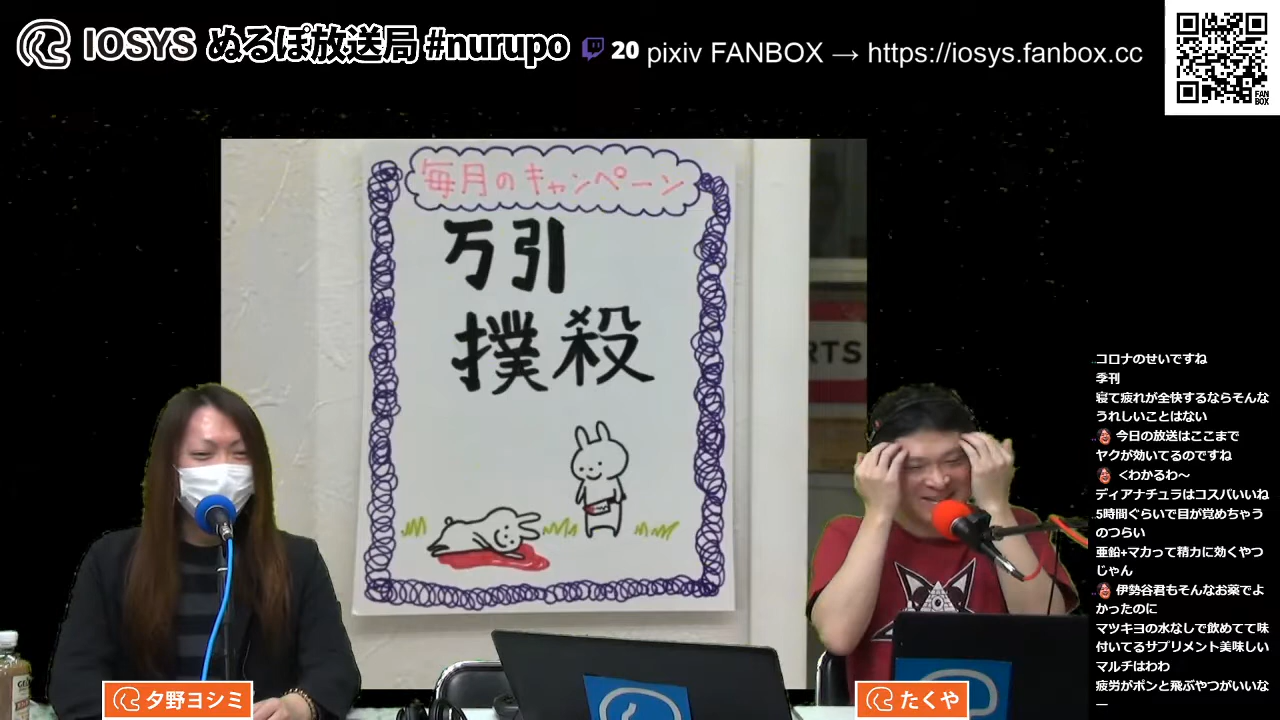 IOSYS ぬるぽ放送局 #nurupo 20 pixiv FANBOX → https://iosys.fanbox.cc
FAN
BOX
毎月のキャンペーン
万引
撲殺
RTS
コロナのせいですね
季刊
寝て疲れが全快するならそんな
うれしいことはない
今日の放送はここまで
ヤクが効いてるのですね
くわかるわ〜
ディアナチュラはコスパいいね
5時間ぐらいで目が覚めちゃう
のつらい
亜鉛+マカって精力に効くやつ
じゃん
伊勢谷君もそんなお薬でよ
かったのに
マツキヨの水なしで飲めてて味
付いてるサプリメント美味しい
マルチはわわ
疲労がポンと飛ぶやつがいいな
ー
夕野ヨシミ
たくや